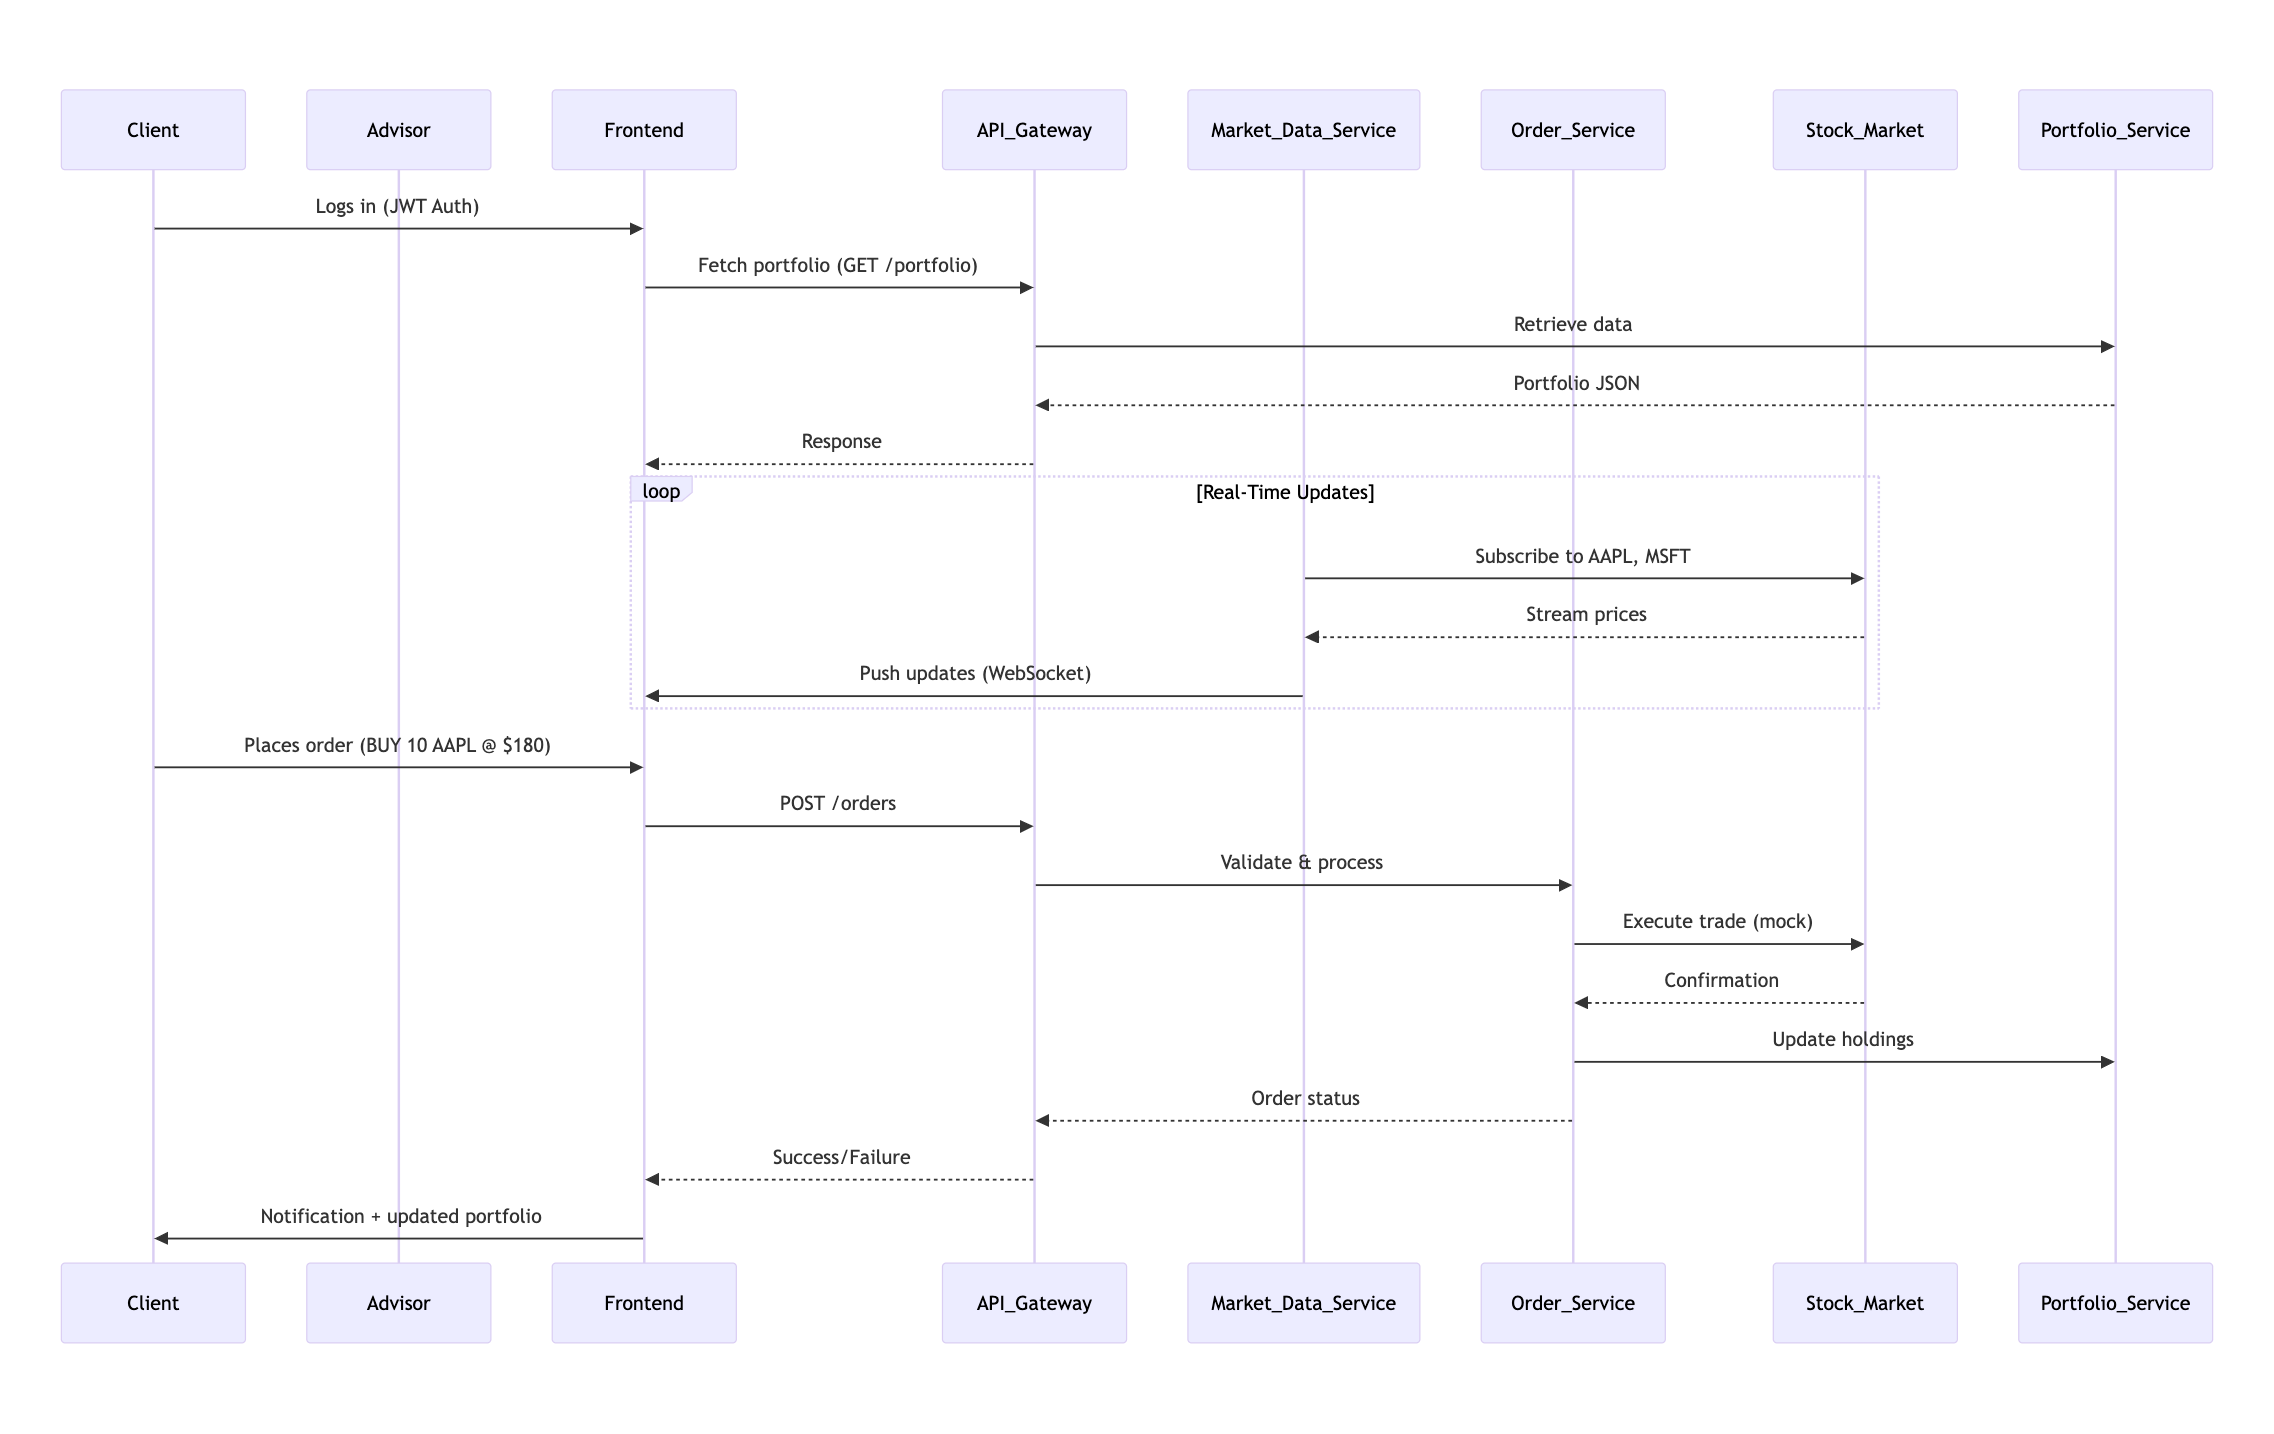 Client
Advisor
Frontend
API_Gateway
Market_Data_Service
Order_Service
Stock_Market
Portfolio_Service
Logs in (JWT Auth)
Fetch portfolio (GET /portfolio)
Retrieve data
Portfolio JSON
Response
loop
[Real-Time Updates]
Subscribe to AAPL, MSFT
Stream prices
Push updates (WebSocket)
Places order (BUY 10 AAPL @ $180)
POST /orders
Validate & process
Execute trade (mock)
Confirmation
Update holdings
Order status
Success/Failure
Notification + updated portfolio
Client
Advisor
Frontend
API_Gateway
Market_Data_Service
Order_Service
Stock_Market
Portfolio_Service